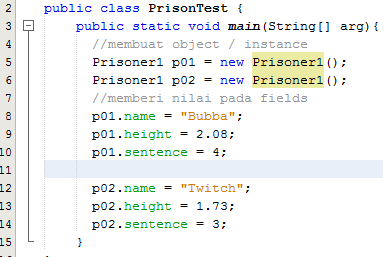 2 public class PrisonTest {
3 public static void main(String[] arg){
4 //membuat object / instance
5 Prisoner1 p01 = new Prisoner1();
6 Prisoner1 p02 = new Prisoner1();
7 //memberi nilai pada fields
8 p01.name = "Bubba";
9 p01.height = 2.08;
10 p01.sentence = 4;
11
12 p02.name = "Twitch";
13 p02.height = 1.73;
14 p02.sentence = 3;
15 }